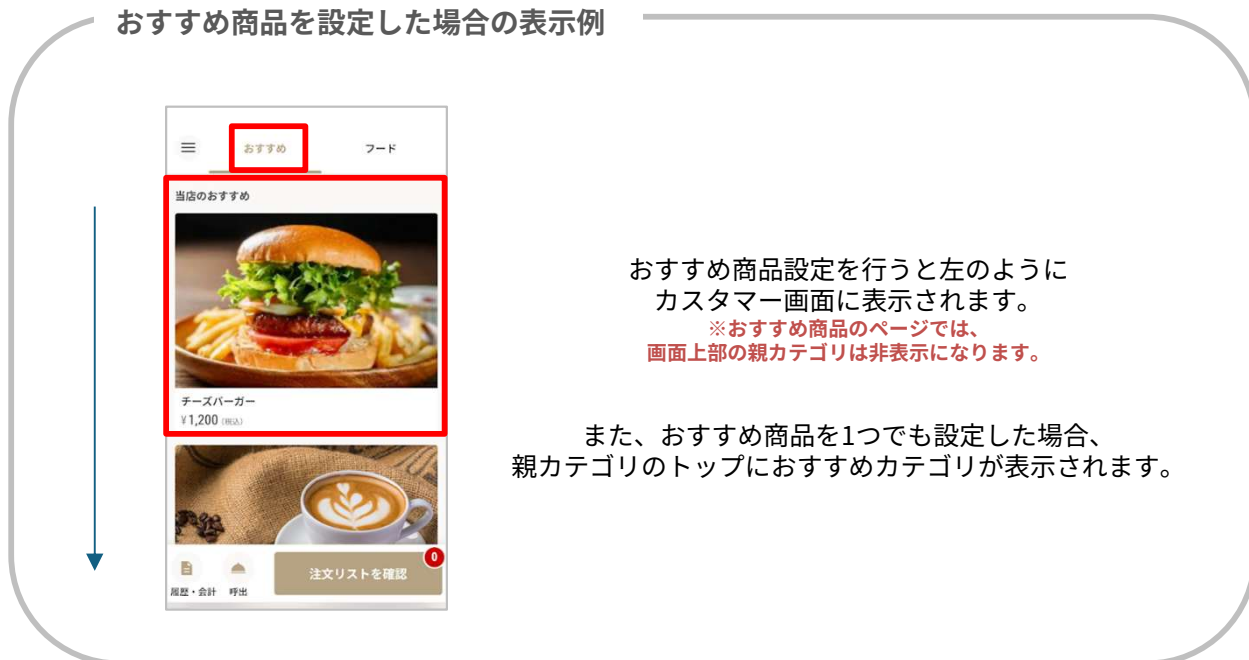 おすすめ商品を設定した場合の表示例
おすすめ
フード
当店のおすすめ
チーズバーガー
¥1,200 (税込)
0
注文リストを確認
履歴・会計
呼出
おすすめ商品設定を行うと左のように
カスタマー画面に表示されます。
※おすすめ商品のページでは、
画面上部の親カテゴリは非表示になります。
また、おすすめ商品を1つでも設定した場合、
親カテゴリのトップにおすすめカテゴリが表示されます。